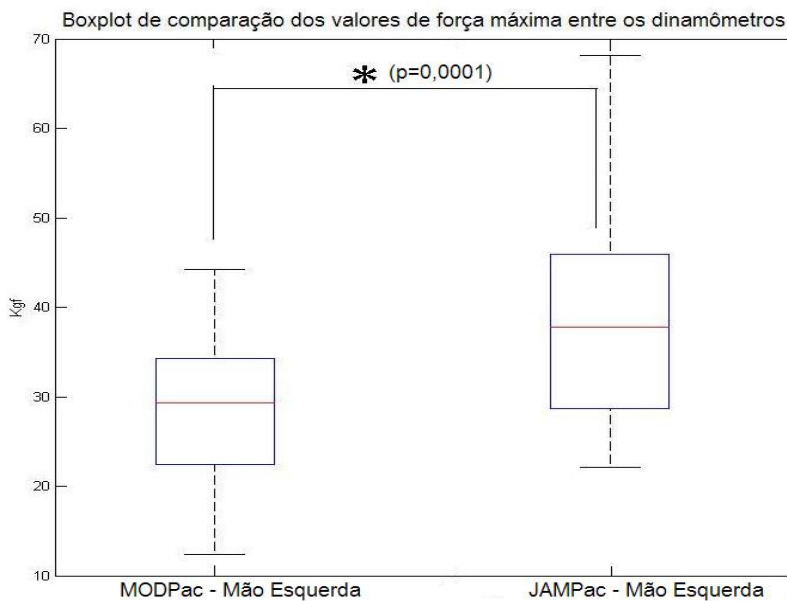 Boxplot de comparação dos valores de força máxima entre os dinamômetros
70
* (p=0,0001)
60
50
40
Kgf
30
20
10
MODPac - Mão Esquerda JAMPac - Mão Esquerda